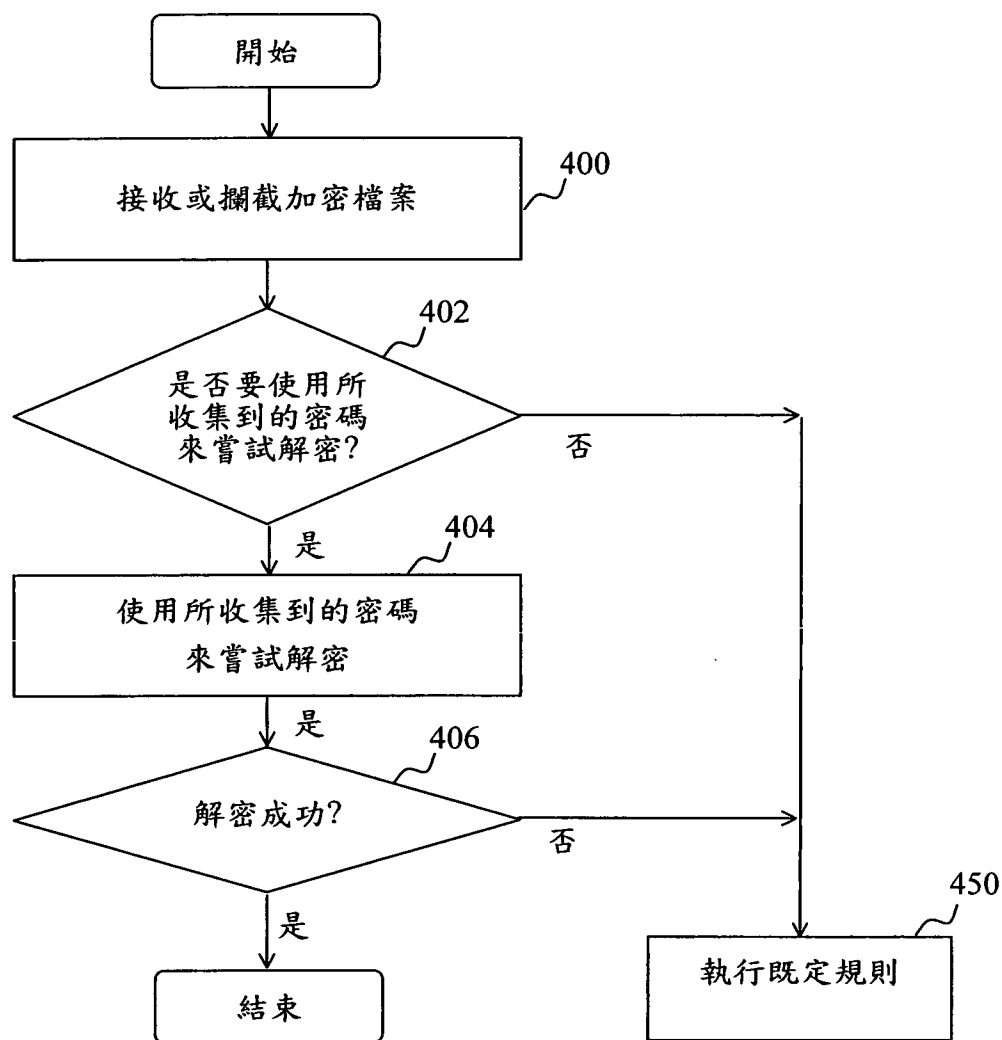 開始
400
接收或攔截加密檔案
402
是否要使用所
收集到的密碼
來嘗試解密?
否
是
404
使用所收集到的密碼
來嘗試解密
是
406
解密成功?
否
是
450
執行既定規則
結束